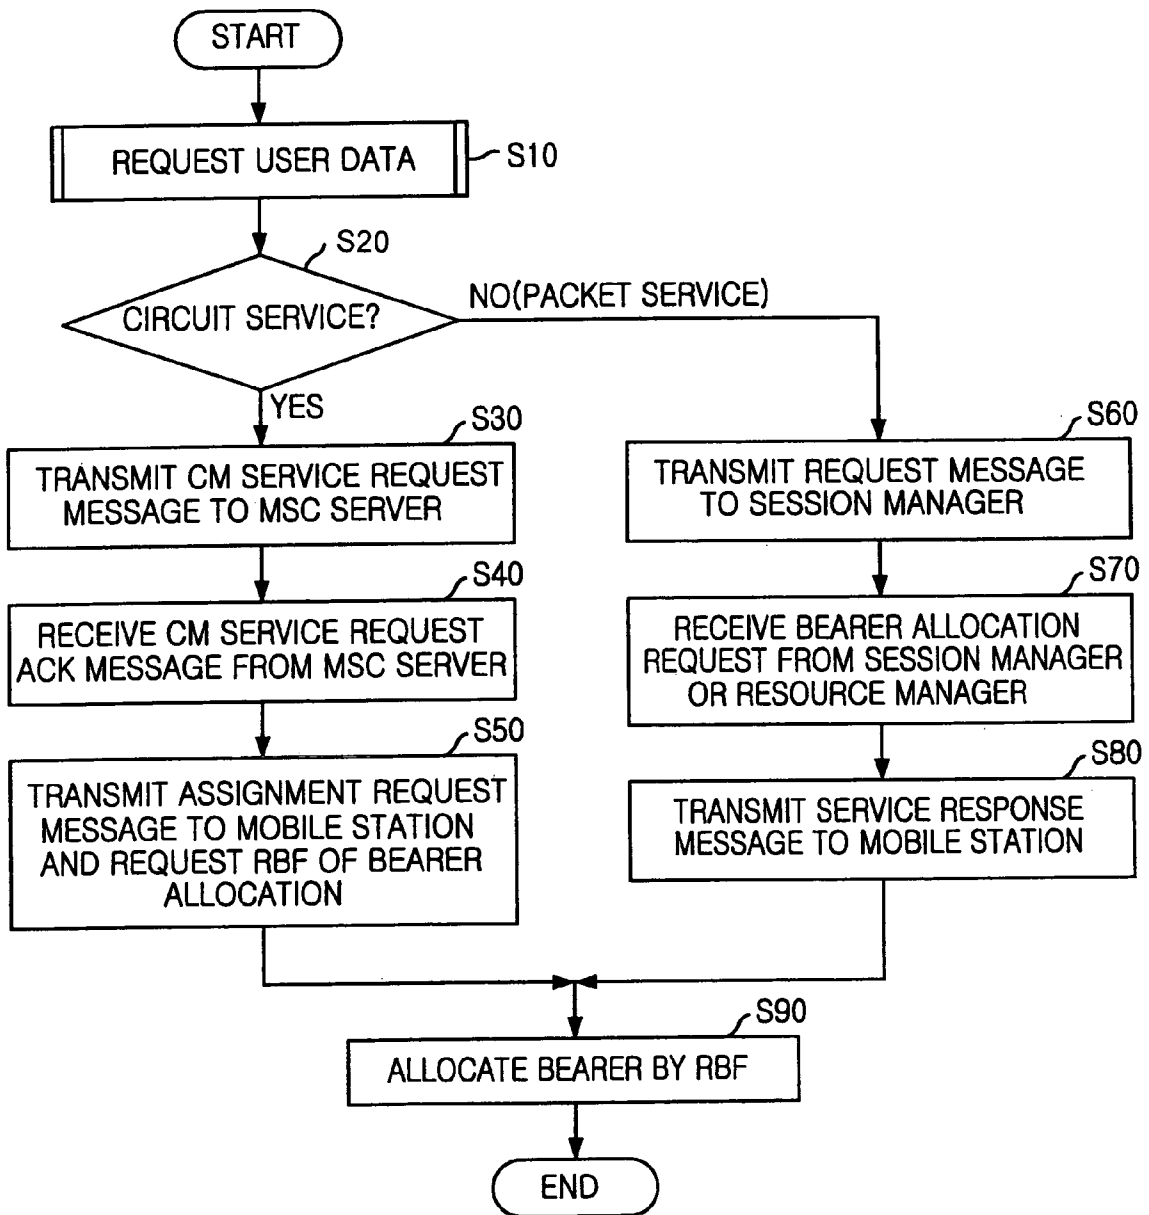 START
REQUEST USER DATA
S10
S20
CIRCUIT SERVICE?
NO(PACKET SERVICE)
YES
S30
TRANSMIT CM SERVICE REQUEST
MESSAGE TO MSC SERVER
S40
RECEIVE CM SERVICE REQUEST
ACK MESSAGE FROM MSC SERVER
S50
TRANSMIT ASSIGNMENT REQUEST
MESSAGE TO MOBILE STATION
AND REQUEST RBF OF BEARER
ALLOCATION
S60
TRANSMIT REQUEST MESSAGE
TO SESSION MANAGER
S70
RECEIVE BEARER ALLOCATION
REQUEST FROM SESSION MANAGER
OR RESOURCE MANAGER
S80
TRANSMIT SERVICE RESPONSE
MESSAGE TO MOBILE STATION
S90
ALLOCATE BEARER BY RBF
END